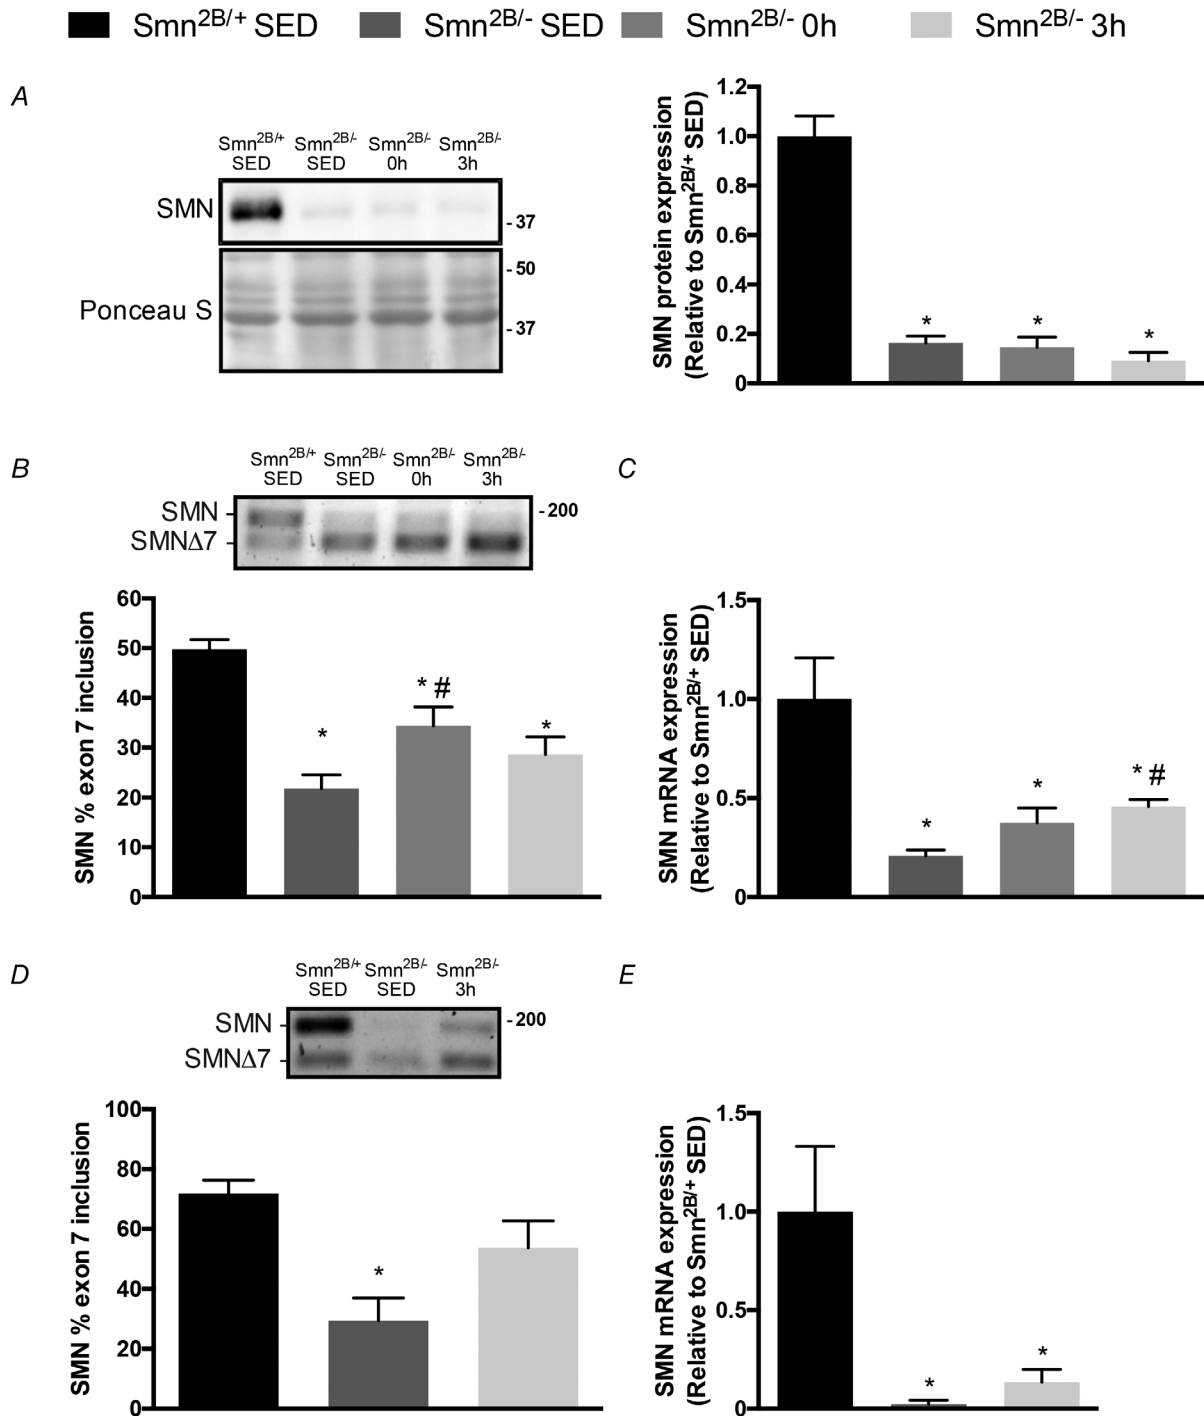 Smn2B/+ SED Smn2B/- SED Smn2B/- 0h Smn2B/- 3h
A
Smn2B/+ SED
Smn2B/- SED
Smn2B/- 0h
Smn2B/- 3h
SMN
- 37
Ponceau S
- 50
- 37
SMN protein expression
(Relative to Smn2B/+ SED)
1.2
1.0
0.8
0.6
0.4
0.2
0
* * *
B
Smn2B/+ SED
Smn2B/- SED
Smn2B/- 0h
Smn2B/- 3h
SMN -
SMNΔ7 -
- 200
SMN % exon 7 inclusion
60
50
40
30
20
10
0
* * # *
C
SMN mRNA expression
(Relative to Smn2B/+ SED)
1.5
1.0
0.5
0
* * * #
D
Smn2B/+ SED
Smn2B/- SED
Smn2B/- 3h
SMN -
SMNΔ7 -
- 200
SMN % exon 7 inclusion
100
80
60
40
20
0
*
E
SMN mRNA expression
(Relative to Smn2B/+ SED)
1.5
1.0
0.5
0
* *